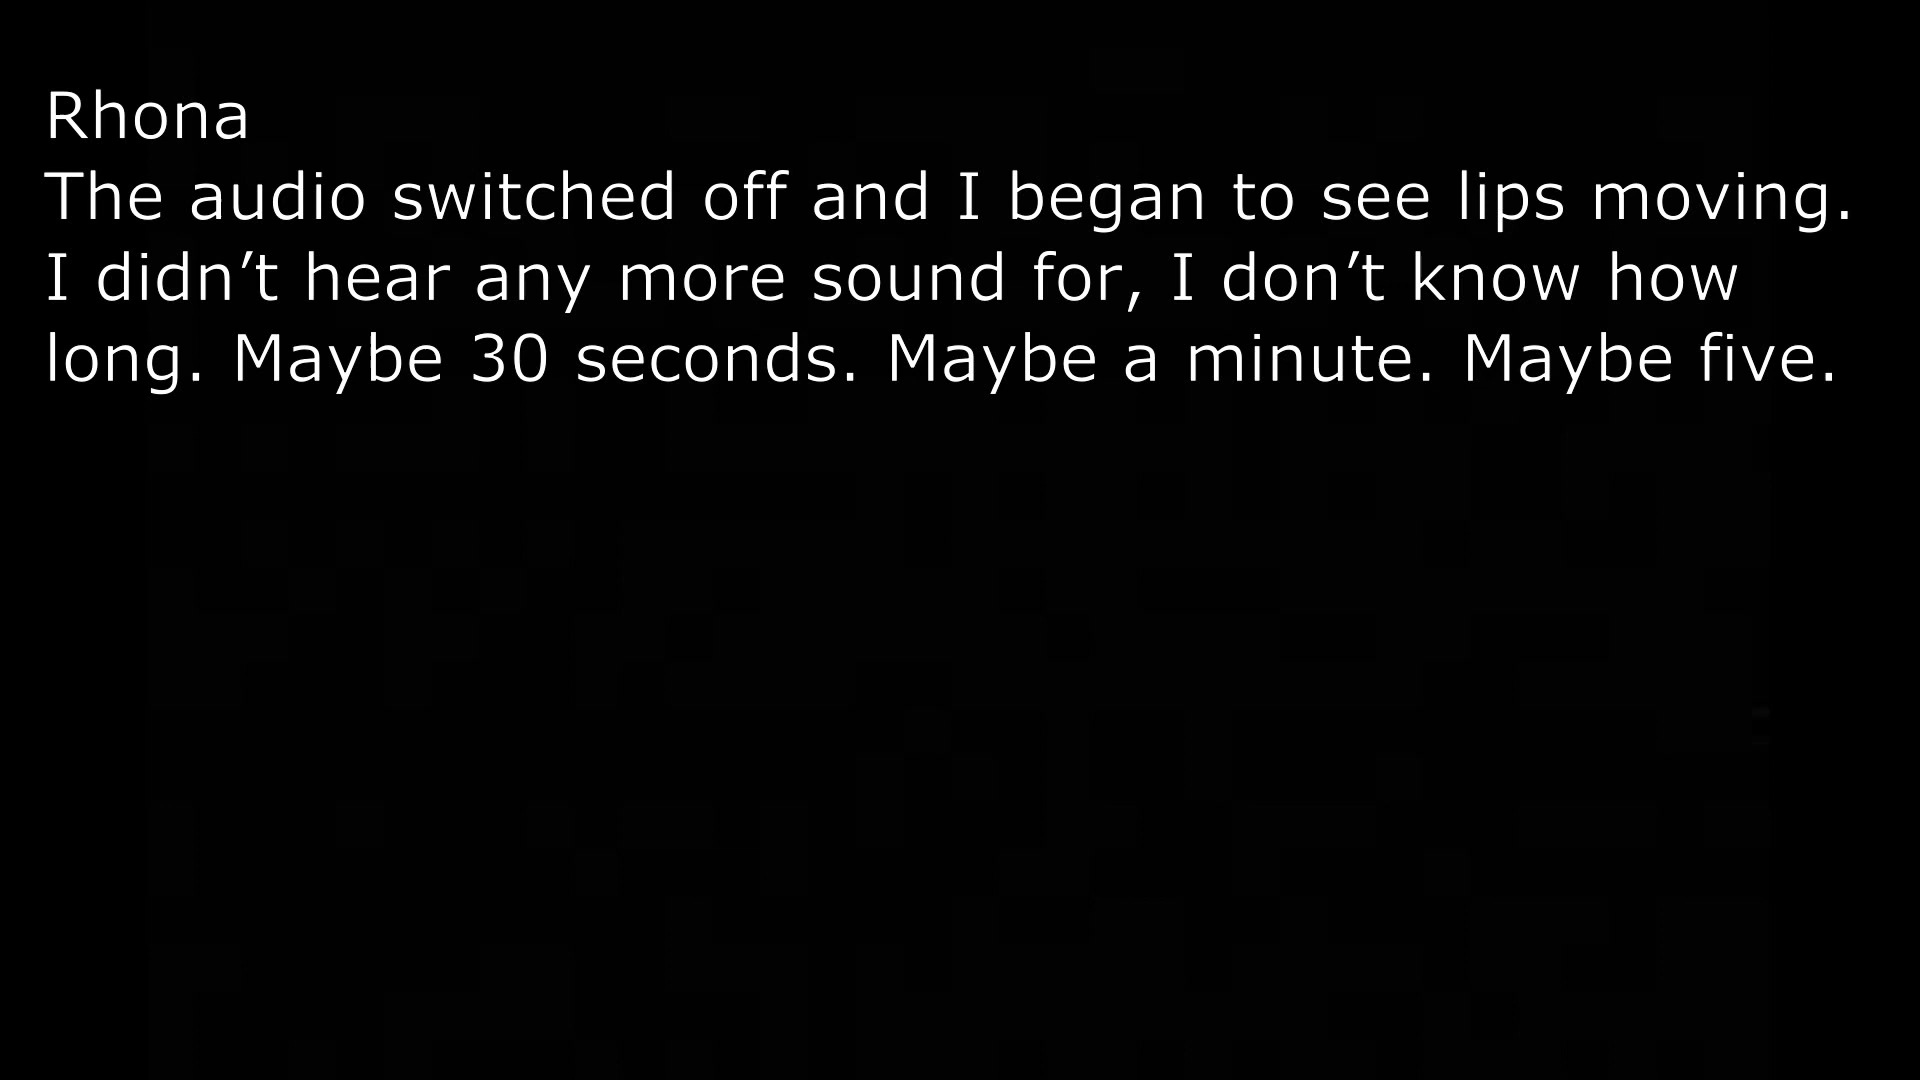 Rhona
The audio switched off and I began to see lips moving.
I didn’t hear any more sound for, I don’t know how
long. Maybe 30 seconds. Maybe a minute. Maybe five.